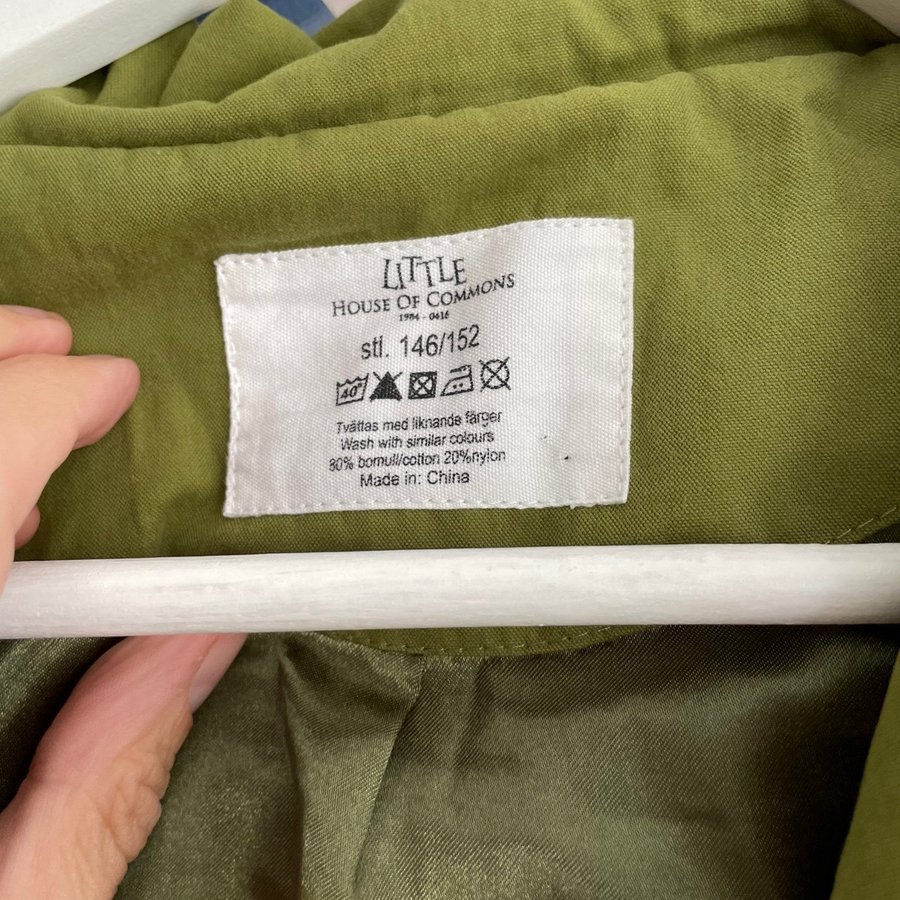 LITTLE
HOUSE OF COMMONS
1984 - 0416
stl. 146/152
40°
Tvättas med liknande färger
Wash with similar colours
80% bomull/cotton 20%nylon
Made in: China